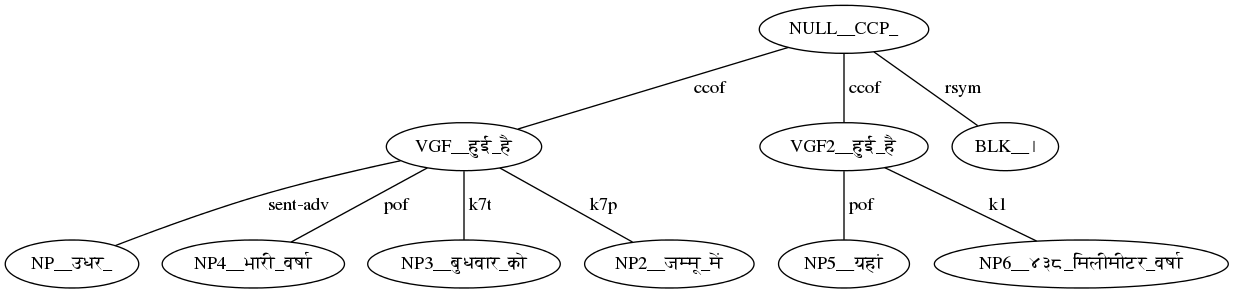 NULL__CCP_
ccof ccof rsym
VGF__हुई_है VGF2__हुई_है BLK__।
sent-adv pof k7t k7p pof k1
NP__उधर_ NP4__भारी_वर्षा NP3__बुधवार_को NP2__जम्मू_में NP5__यहां NP6__४३८_मिलीमीटर_वर्षा